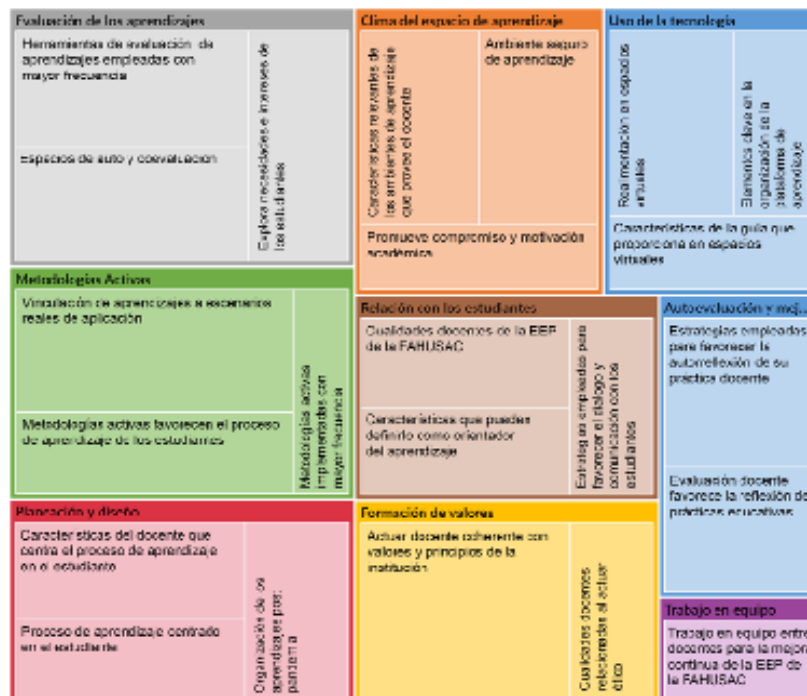 Evaluación de los aprendizajes
Herramientas de evaluación de
aprendizajes empleadas con
mayor frecuencia
Espacios de auto y coevaluación
Explora necesidades e intereses de
los estudiantes
Clima del espacio de aprendizaje
Características relevantes de
los ambientes de aprendizaje
que provee el docente
Ambiente seguro
de aprendizaje
Promueve compromiso y motivación
académica
Uso de la tecnología
Realimentación en espacios
virtuales
Elementos clave en la
organización de la
plataforma de
aprendizaje
Características de la guía que
proporciona en espacios
virtuales
Metodologías Activas
Vinculación de aprendizajes a escenarios
reales de aplicación
Metodologías activas favorecen el proceso
de aprendizaje de los estudiantes
Metodologías activas
implementadas con
mayor frecuencia
Relación con los estudiantes
Cualidades docentes de la EEP
de la FAHUSAC
Características que pueden
definirlo como orientador
del aprendizaje
Estrategias empleadas para
favorecer el diálogo y
comunicación con los
estudiantes
Autoevaluación y mej...
Estrategias empleadas
para favorecer la
autorreflexión de su
práctica docente
Evaluación docente
favorece la reflexión de
prácticas educativas
Planeación y diseño
Características del docente que
centra el proceso de aprendizaje
en el estudiante
Proceso de aprendizaje centrado
en el estudiante
Organización de los
aprendizajes post
pandemia
Formación de valores
Actuar docente coherente con
valores y principios de la
institución
Cualidades docentes
relacionadas al actuar
ético
Trabajo en equipo
Trabajo en equipo entre
docentes para la mejora
continua de la EEP de
la FAHUSAC